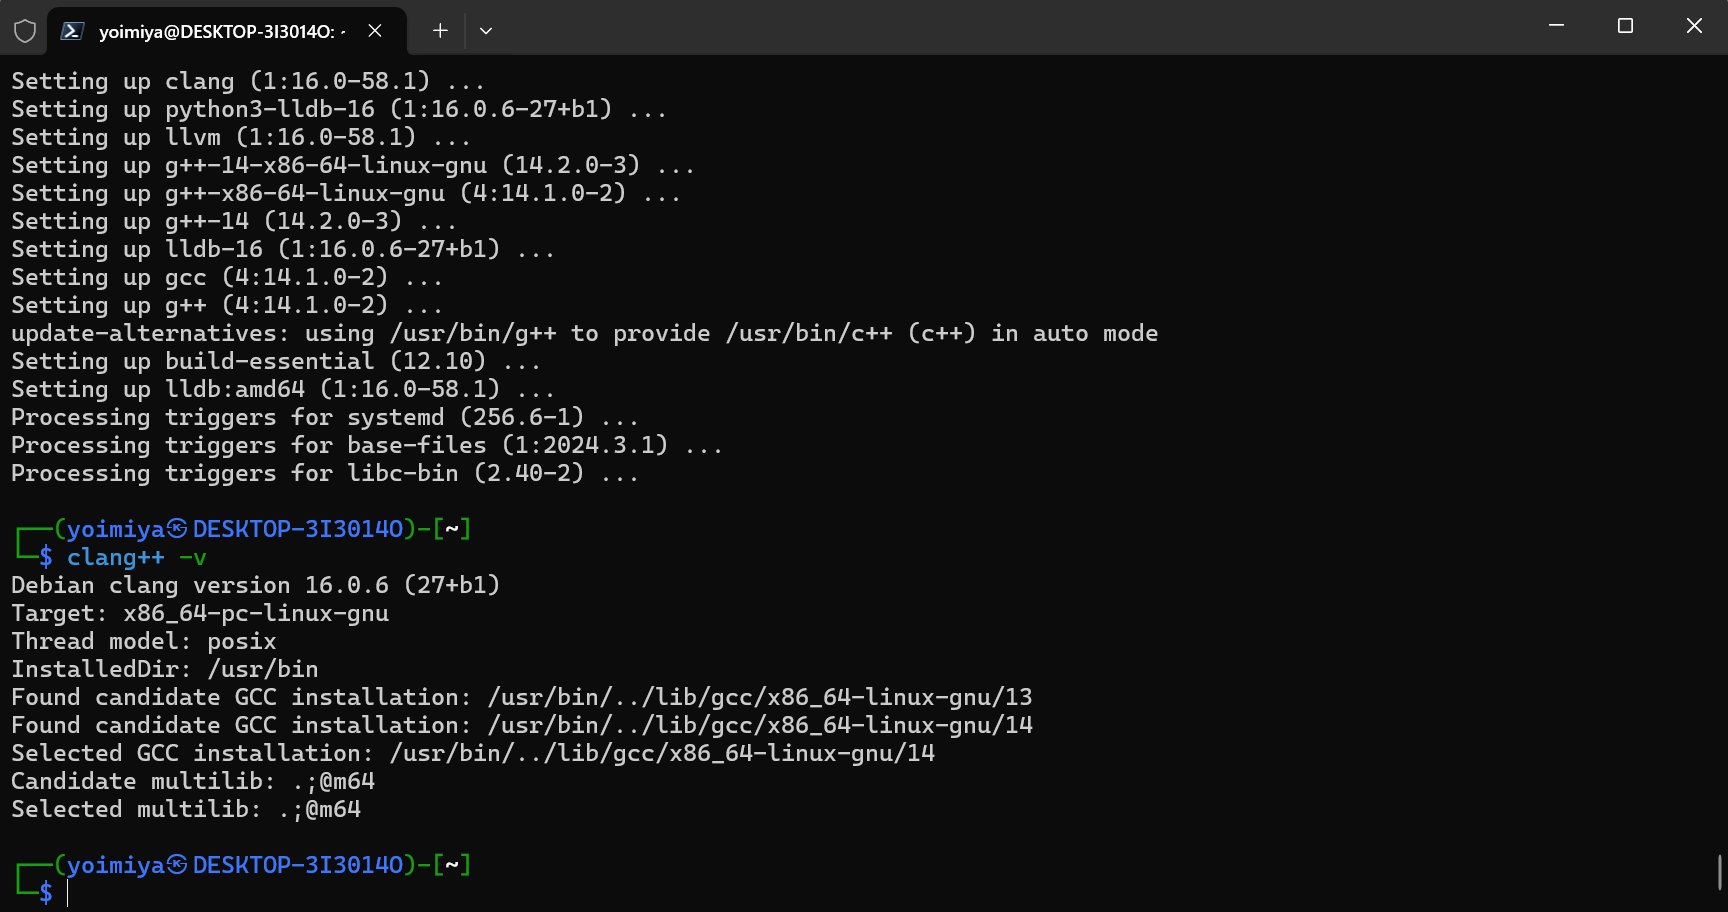 yoimiya@DESKTOP-3I3014O: ~
Setting up clang (1:16.0-58.1) ...
Setting up python3-lldb-16 (1:16.0.6-27+b1) ...
Setting up llvm (1:16.0-58.1) ...
Setting up g++-14-x86-64-linux-gnu (14.2.0-3) ...
Setting up g++-x86-64-linux-gnu (4:14.1.0-2) ...
Setting up g++-14 (14.2.0-3) ...
Setting up lldb-16 (1:16.0.6-27+b1) ...
Setting up gcc (4:14.1.0-2) ...
Setting up g++ (4:14.1.0-2) ...
update-alternatives: using /usr/bin/g++ to provide /usr/bin/c++ (c++) in auto mode
Setting up build-essential (12.10) ...
Setting up lldb:amd64 (1:16.0-58.1) ...
Processing triggers for systemd (256.6-1) ...
Processing triggers for base-files (1:2024.3.1) ...
Processing triggers for libc-bin (2.40-2) ...
┌──(yoimiya㉿DESKTOP-3I3014O)-[~]
└─$ clang++ -v
Debian clang version 16.0.6 (27+b1)
Target: x86_64-pc-linux-gnu
Thread model: posix
InstalledDir: /usr/bin
Found candidate GCC installation: /usr/bin/../lib/gcc/x86_64-linux-gnu/13
Found candidate GCC installation: /usr/bin/../lib/gcc/x86_64-linux-gnu/14
Selected GCC installation: /usr/bin/../lib/gcc/x86_64-linux-gnu/14
Candidate multilib: .;@m64
Selected multilib: .;@m64
┌──(yoimiya㉿DESKTOP-3I3014O)-[~]
└─$